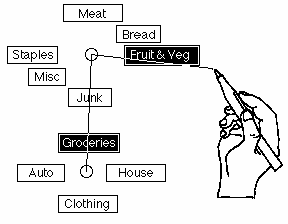 Meat
Bread
Staples
Fruit & Veg
Misc
Junk
Groceries
Auto
House
Clothing